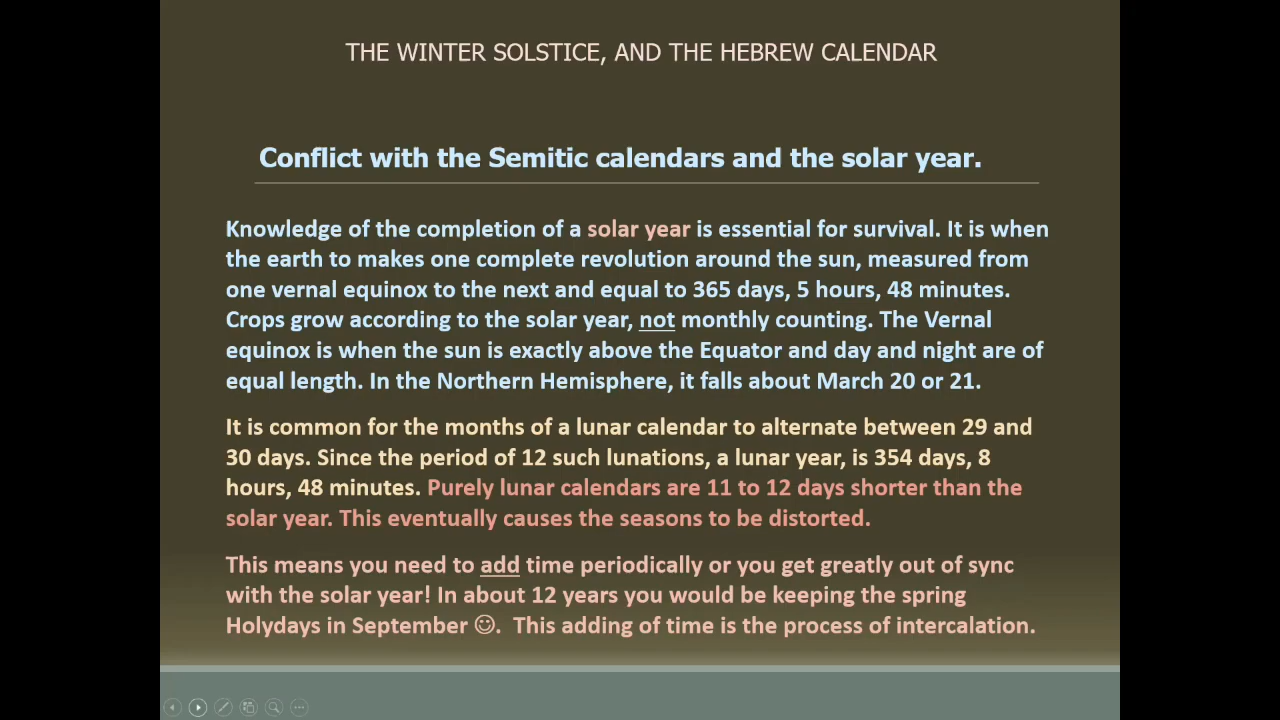 THE WINTER SOLSTICE, AND THE HEBREW CALENDAR
Conflict with the Semitic calendars and the solar year.
Knowledge of the completion of a solar year is essential for survival. It is when
the earth to makes one complete revolution around the sun, measured from
one vernal equinox to the next and equal to 365 days, 5 hours, 48 minutes.
Crops grow according to the solar year, not monthly counting. The Vernal
equinox is when the sun is exactly above the Equator and day and night are of
equal length. In the Northern Hemisphere, it falls about March 20 or 21.
It is common for the months of a lunar calendar to alternate between 29 and
30 days. Since the period of 12 such lunations, a lunar year, is 354 days, 8
hours, 48 minutes. Purely lunar calendars are 11 to 12 days shorter than the
solar year. This eventually causes the seasons to be distorted.
This means you need to add time periodically or you get greatly out of sync
with the solar year! In about 12 years you would be keeping the spring
Holydays in September ☺. This adding of time is the process of intercalation.